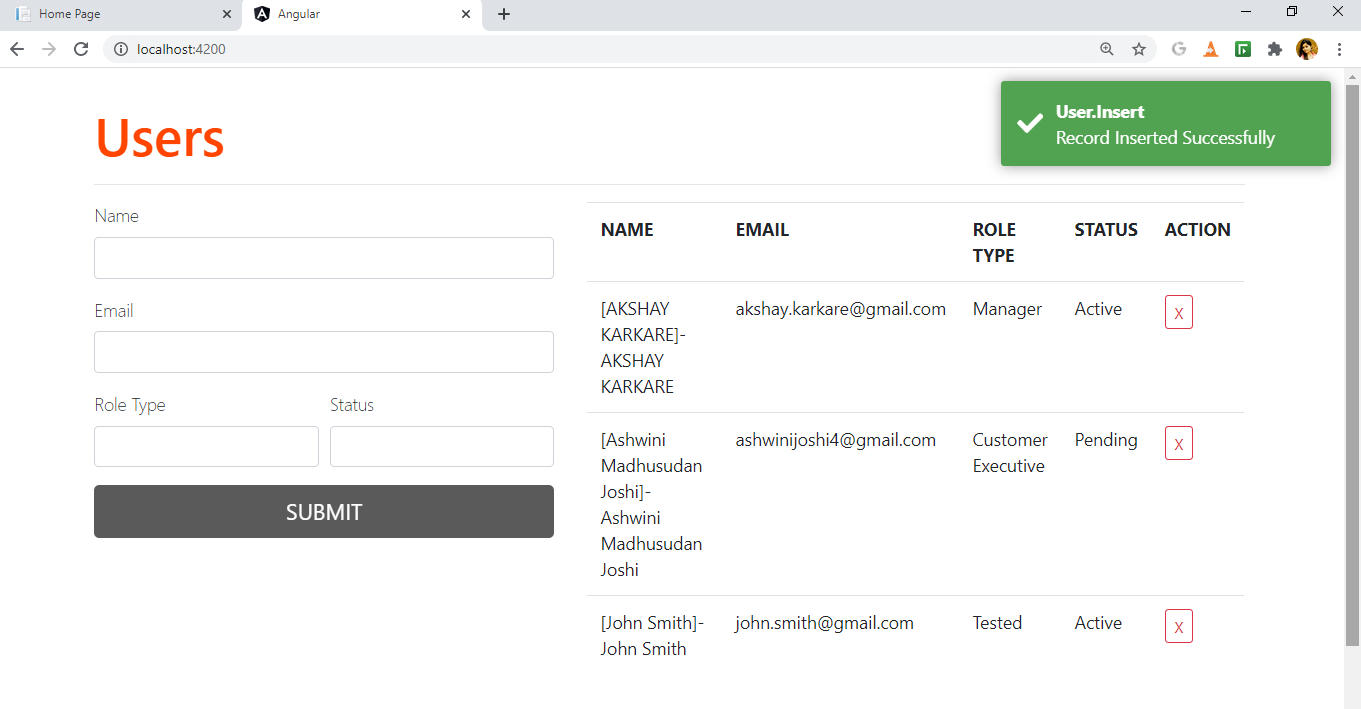 Home Page
Angular
localhost:4200
User.Insert
Record Inserted Successfully
Users
Name
Email
Role Type Status
SUBMIT
NAME EMAIL ROLE TYPE STATUS ACTION
[AKSHAY KARKARE]- AKSHAY KARKARE akshay.karkare@gmail.com Manager Active X
[Ashwini Madhusudan Joshi]- Ashwini Madhusudan Joshi ashwinijoshi4@gmail.com Customer Executive Pending X
[John Smith]- John Smith john.smith@gmail.com Tested Active X